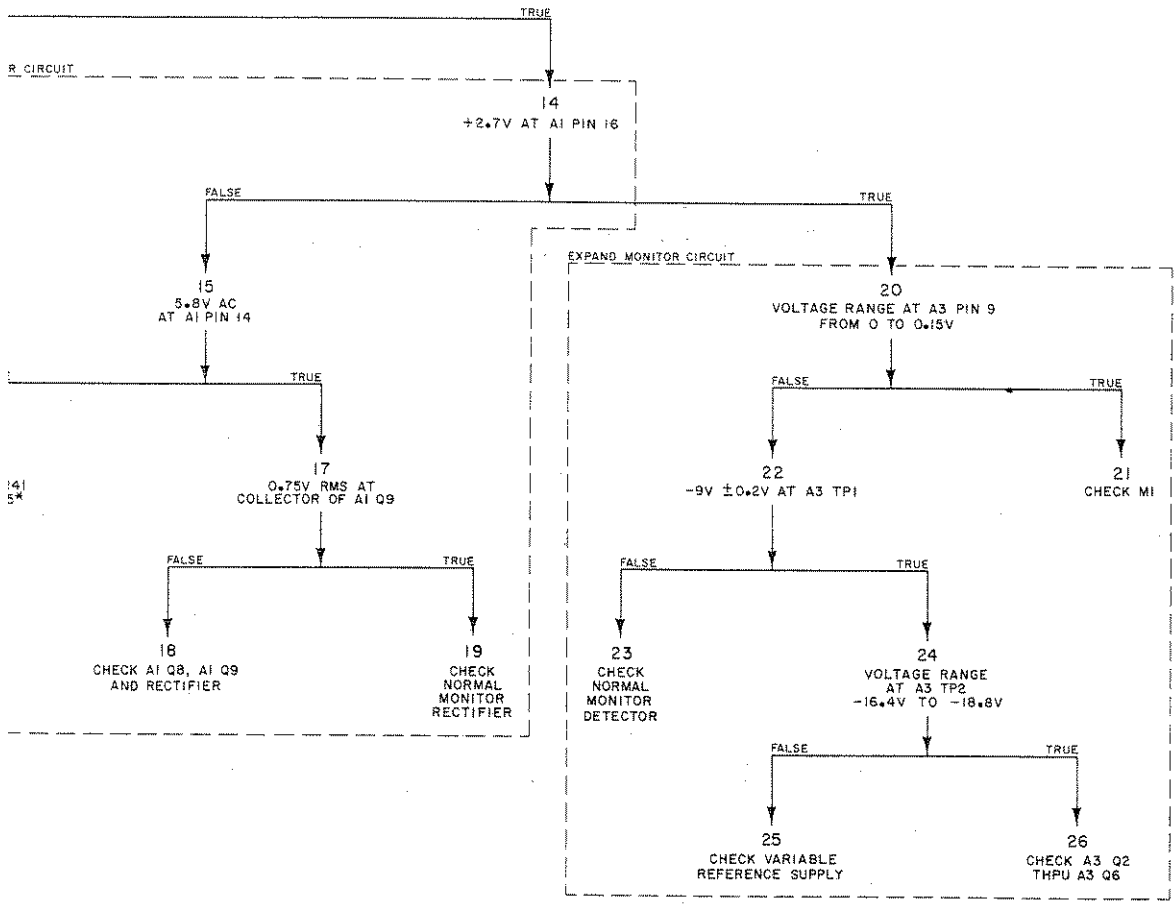 TRUE
R CIRCUIT
14
+2.7V AT A1 PIN 16
FALSE
TRUE
EXPAND MONITOR CIRCUIT
15
5.8V AC
AT A1 PIN 14
20
VOLTAGE RANGE AT A3 PIN 9
FROM 0 TO 0.15V
TRUE
FALSE
TRUE
141
5*
17
0.75V RMS AT
COLLECTOR OF A1 Q9
22
-9V ±0.2V AT A3 TP1
21
CHECK M1
FALSE
TRUE
FALSE
TRUE
18
CHECK A1 Q8, A1 Q9
AND RECTIFIER
19
CHECK
NORMAL
MONITOR
RECTIFIER
23
CHECK
NORMAL
MONITOR
DETECTOR
24
VOLTAGE RANGE
AT A3 TP2
-16.4V TO -18.8V
FALSE
TRUE
25
CHECK VARIABLE
REFERENCE SUPPLY
26
CHECK A3 Q2
THPU A3 Q6